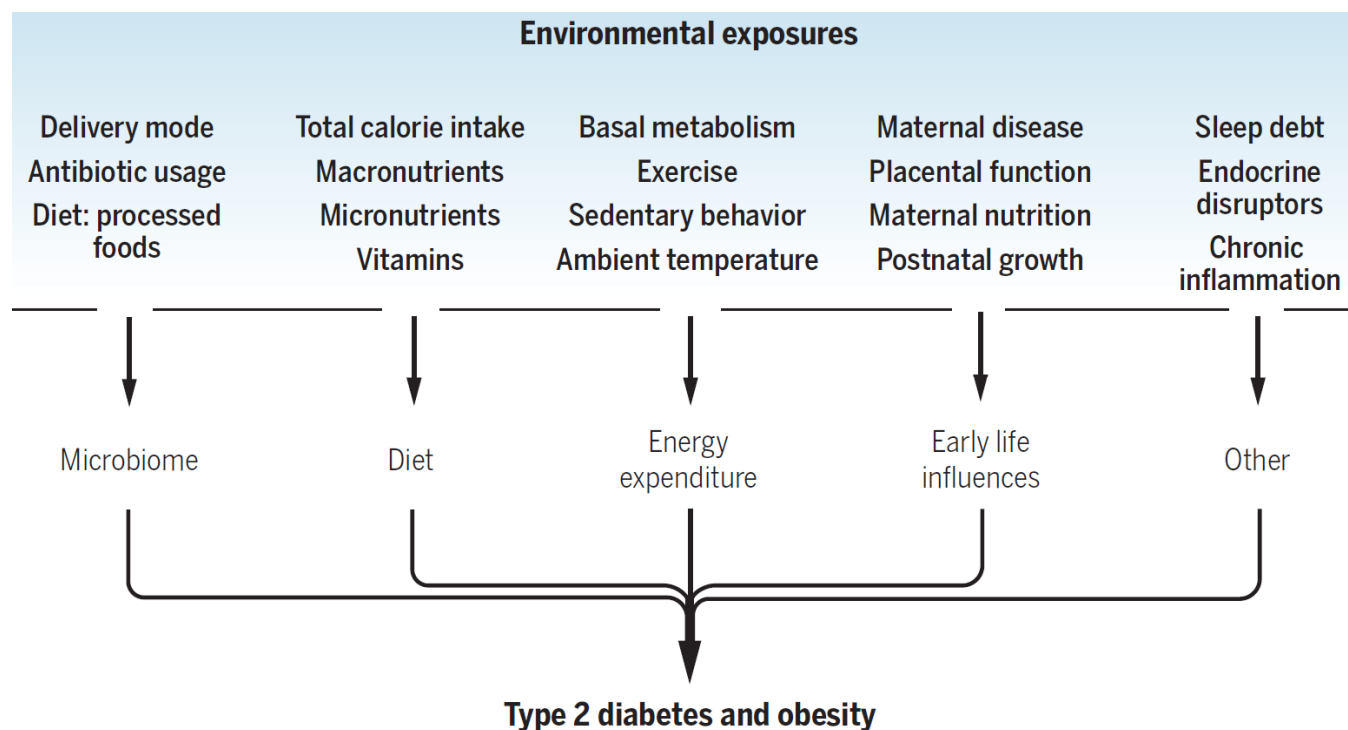 Environmental exposures
Delivery mode
Antibiotic usage
Diet: processed
foods
Total calorie intake
Macronutrients
Micronutrients
Vitamins
Basal metabolism
Exercise
Sedentary behavior
Ambient temperature
Maternal disease
Placental function
Maternal nutrition
Postnatal growth
Sleep debt
Endocrine
disruptors
Chronic
inflammation
Microbiome
Diet
Energy
expenditure
Early life
influences
Other
Type 2 diabetes and obesity